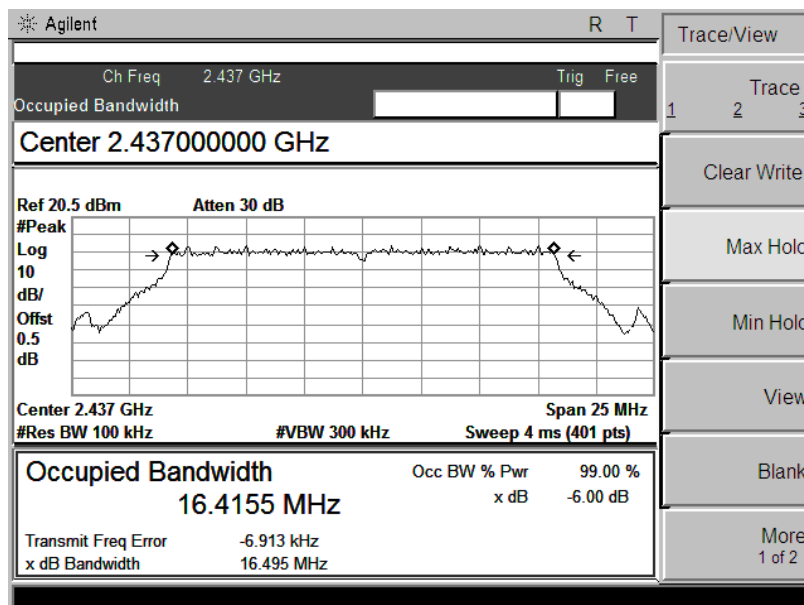 Agilent R T
Trace/View
Ch Freq 2.437 GHz Trig Free
Occupied Bandwidth
Trace
1 2 3
Center 2.437000000 GHz
Clear Write
Ref 20.5 dBm Atten 30 dB
#Peak
Log
10
dB/
Offst
0.5
dB
Max Hold
Min Hold
Center 2.437 GHz Span 25 MHz
#Res BW 100 kHz #VBW 300 kHz Sweep 4 ms (401 pts)
View
Occupied Bandwidth Occ BW % Pwr 99.00 %
16.4155 MHz x dB -6.00 dB
Blank
Transmit Freq Error -6.913 kHz
x dB Bandwidth 16.495 MHz
More
1 of 2